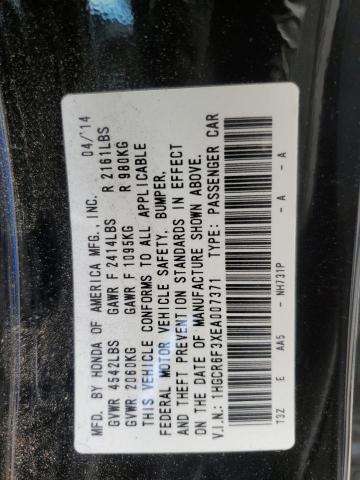 MFD. BY HONDA OF AMERICA MFG., INC. 04/14
GVWR 4542LBS GAWR F 2414LBS R 2161LBS
GVWR 2060KG GAWR F 1095KG R 980KG
THIS VEHICLE CONFORMS TO ALL APPLICABLE
FEDERAL MOTOR VEHICLE SAFETY, BUMPER,
AND THEFT PREVENTION STANDARDS IN EFFECT
ON THE DATE OF MANUFACTURE SHOWN ABOVE.
V.I.N.: 1HGCR6F3XEA007371 TYPE: PASSENGER CAR
T3Z E AA5 - NH731P - A - A